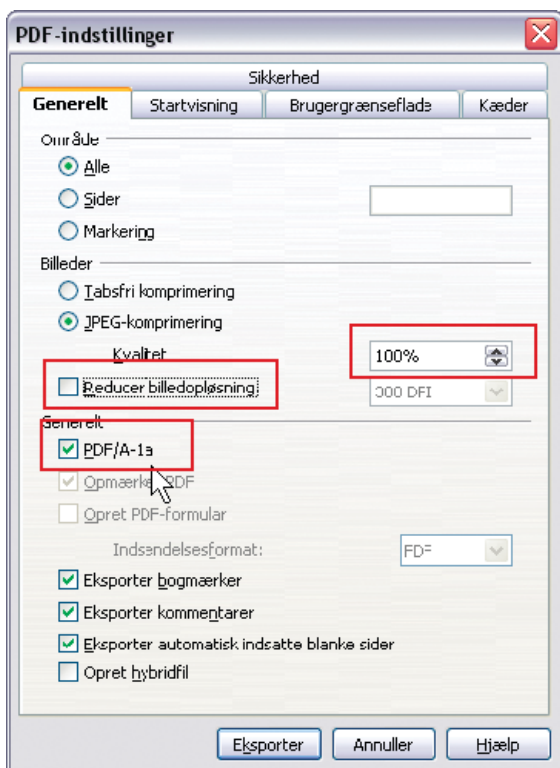 PDF-indstillinger
Sikkerhed
Generelt Startvisning Brugergrænseflade Kæder
Område
Alle
Sider
Markering
Billeder
Tabsfri komprimering
JPEG-komprimering
Kvalitet 100%
Reducer billedopløsning 300 DPI
Generelt
PDF/A-1a
Opmærket PDF
Opret PDF-formular
Indsendelsesformat: FDF
Eksporter bogmærker
Eksporter kommentarer
Eksporter automatisk indsatte blanke sider
Opret hybridfil
Eksporter Annuller Hjælp